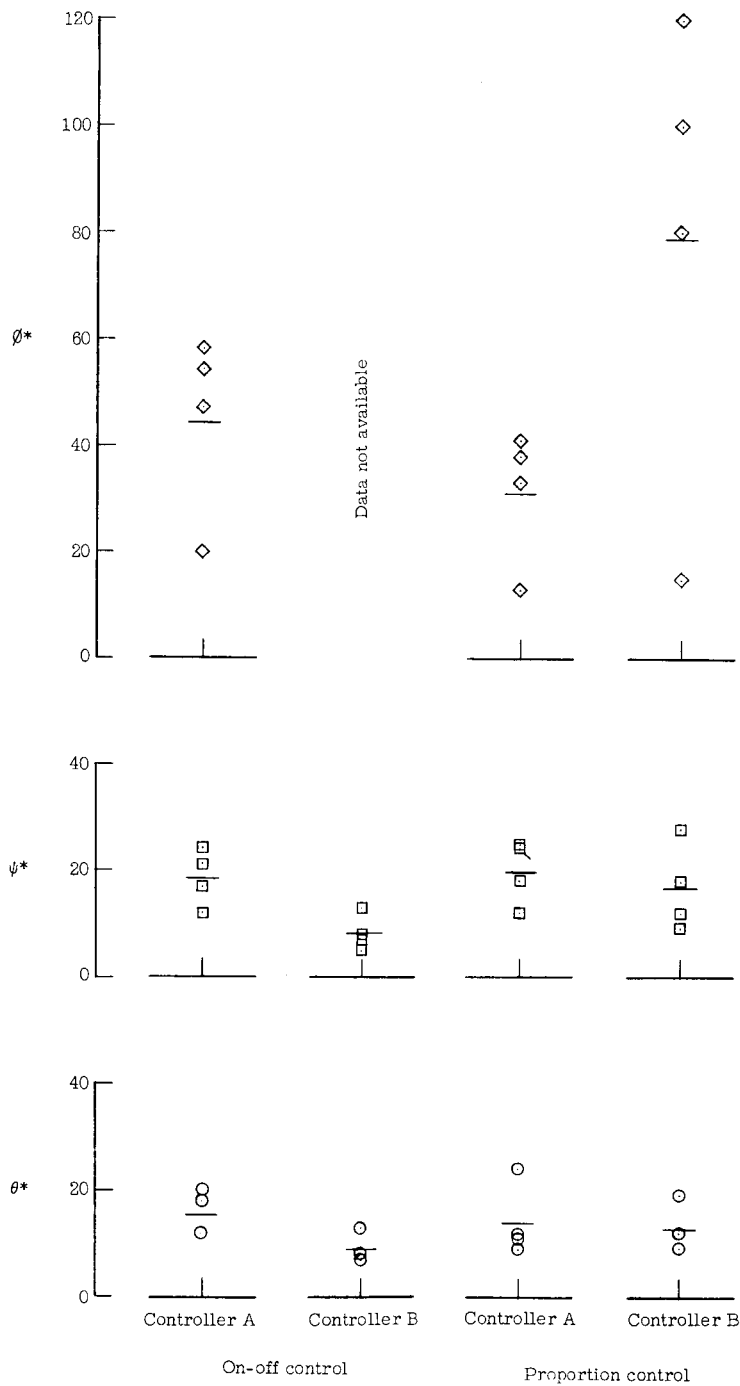 120
100
80
60
40
20
0
Ø*
Data not available
40
20
0
ψ*
40
20
0
θ*
Controller A Controller B Controller A Controller B
On-off control Proportion control